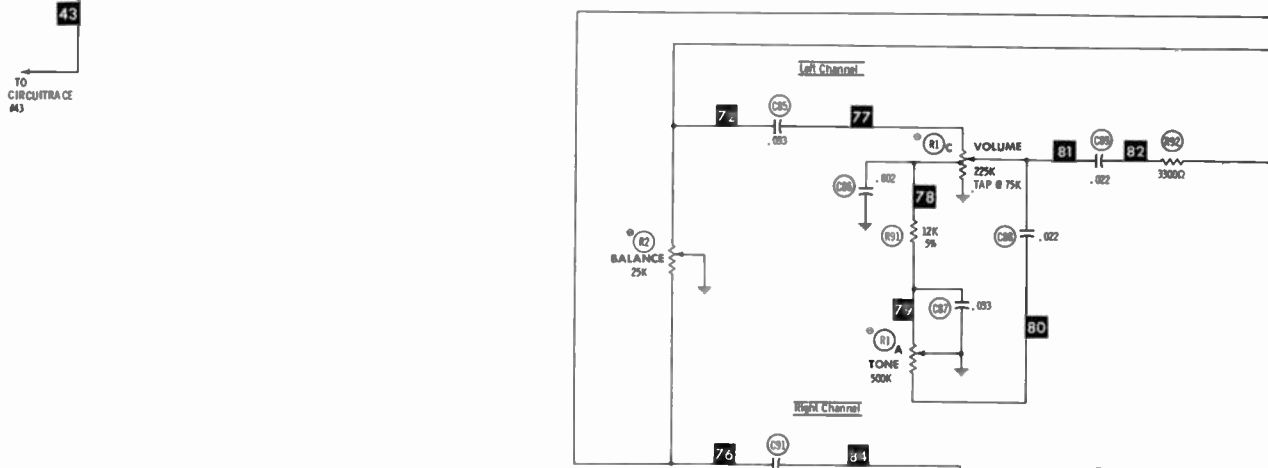 43
TO
CIRCUITRACE
#43
Left Channel
72
C85
.033
77
R1 C
VOLUME
225K
TAP @ 75K
81
C89
.022
82
R92
3300Ω
C86
.002
78
R91
12K
5%
C88
.022
R2
BALANCE
25K
79
C87
.033
80
R1 A
TONE
500K
Right Channel
76
C91
84